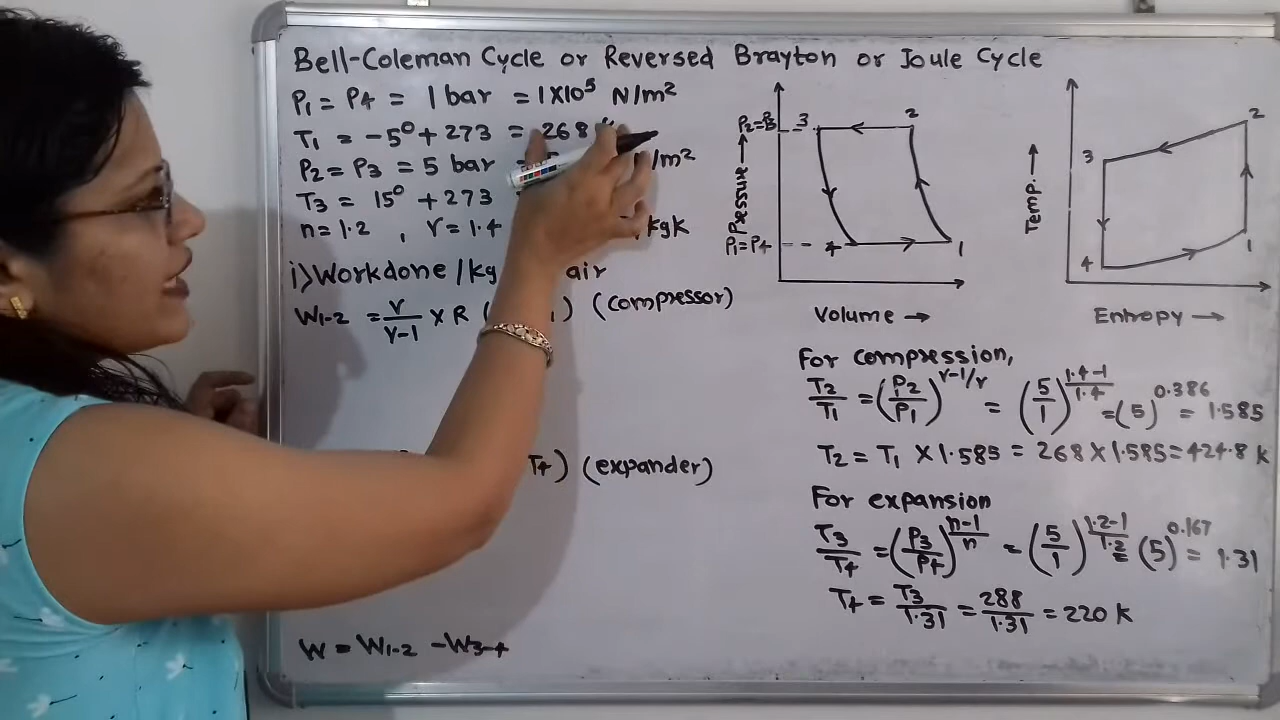 Bell-Coleman Cycle or Reversed Brayton or Joule Cycle
P1 = P4 = 1 bar = 1X10^5 N/m2
T1 = -5° + 273 = 268
P2 = P3 = 5 bar /m2
T3 = 15° + 273
n=1.2 , γ=1.4 kgk
i) Workdone /kg air
W1-2 = γ/γ-1 X R ( 1 ) (compressor)
T4) (expander)
W = W1-2 - W3-4
P2=P3
3
2
Pressure →
P1=P4
4
1
Volume →
2
3
Temp. →
1
4
Entropy →
For compression,
T2/T1 = (P2/P1)^γ-1/γ = (5/1)^1.4-1/1.4 = (5)^0.386 = 1.585
T2 = T1 X 1.585 = 268 X 1.585 = 424.8 k
For expansion
T3/T4 = (P3/P4)^n-1/n = (5/1)^1.2-1/1.2 = (5)^0.167 = 1.31
T4 = T3/1.31 = 288/1.31 = 220 k